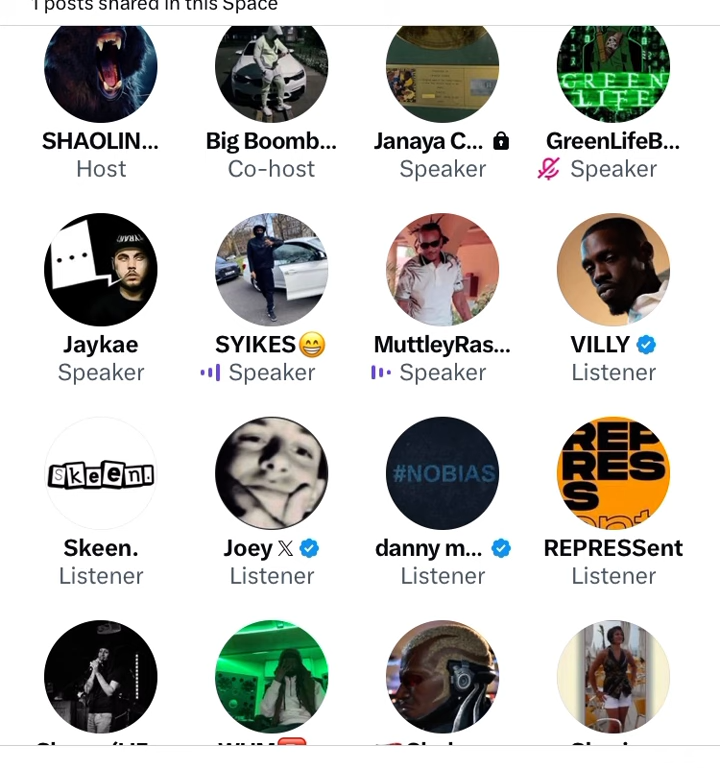 1 posts shared in this Space
GREEN
LIFE
SHAOLIN...
Big Boomb...
Janaya C...
GreenLifeB...
Host
Co-host
Speaker
Speaker
...
Jaykae
SYIKES😁
MuttleyRas...
VILLY
Speaker
Speaker
Speaker
Listener
skeen.
#NOBIAS
REP
RES
S
Skeen.
Joey 𝕏
danny m...
REPRESSent
Listener
Listener
Listener
Listener